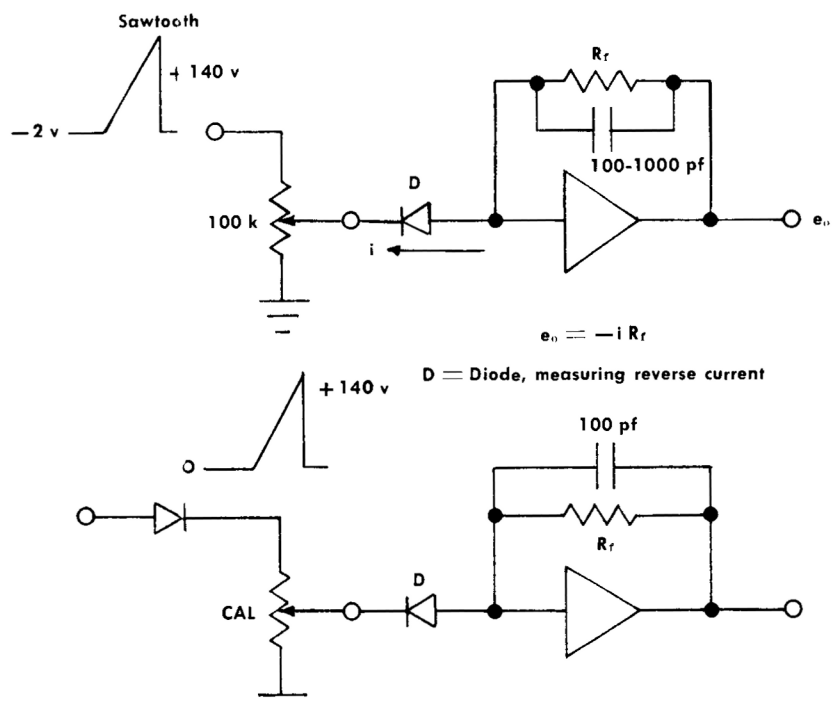 Sawtooth
+ 140 v
—2 v
Rf
100-1000 pf
D
100 k
i
eo
eo = —i Rf
D = Diode, measuring reverse current
+ 140 v
0
100 pf
Rf
D
CAL